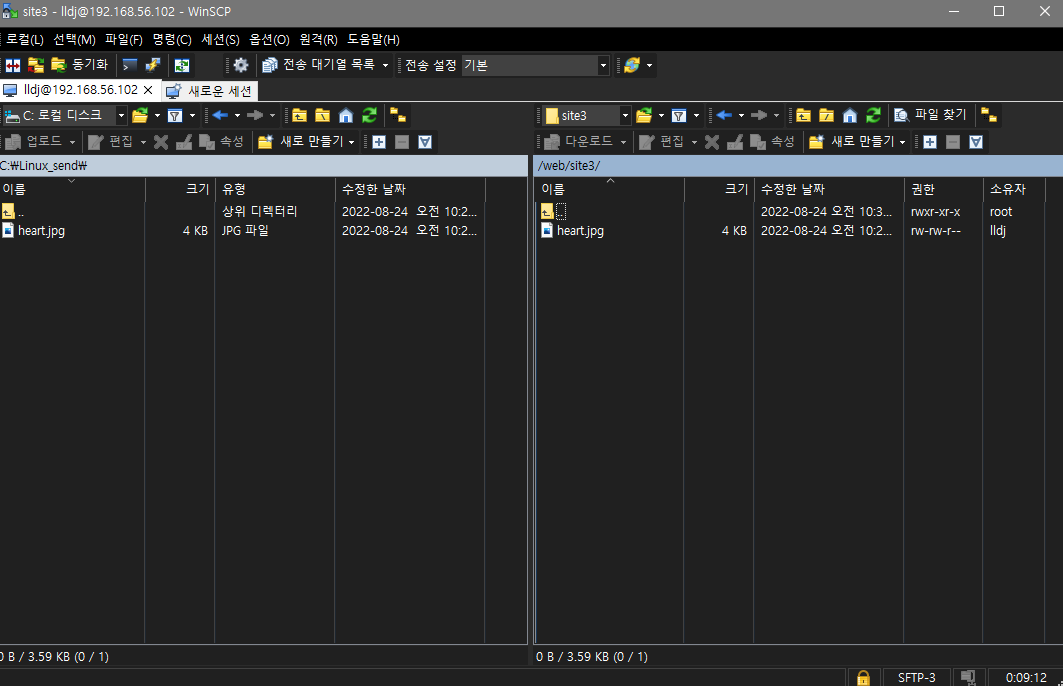 site3 - lldj@192.168.56.102 - WinSCP
로컬(L) 선택(M) 파일(F) 명령(C) 세션(S) 옵션(O) 원격(R) 도움말(H)
동기화 전송 대기열 목록 전송 설정 기본
lldj@192.168.56.102 새로운 세션
C: 로컬 디스크 site3 파일 찾기
업로드 편집 속성 새로 만들기 다운로드 편집 속성 새로 만들기
C:₩Linux_send₩ /web/site3/
이름 크기 유형 수정한 날짜 이름 크기 수정한 날짜 권한 소유자
.. 상위 디렉터리 2022-08-24 오전 10:2... .. 2022-08-24 오전 10:3... rwxr-xr-x root
heart.jpg 4 KB JPG 파일 2022-08-24 오전 10:2... heart.jpg 4 KB 2022-08-24 오전 10:2... rw-rw-r-- lldj
0 B / 3.59 KB (0 / 1) 0 B / 3.59 KB (0 / 1)
SFTP-3 0:09:12